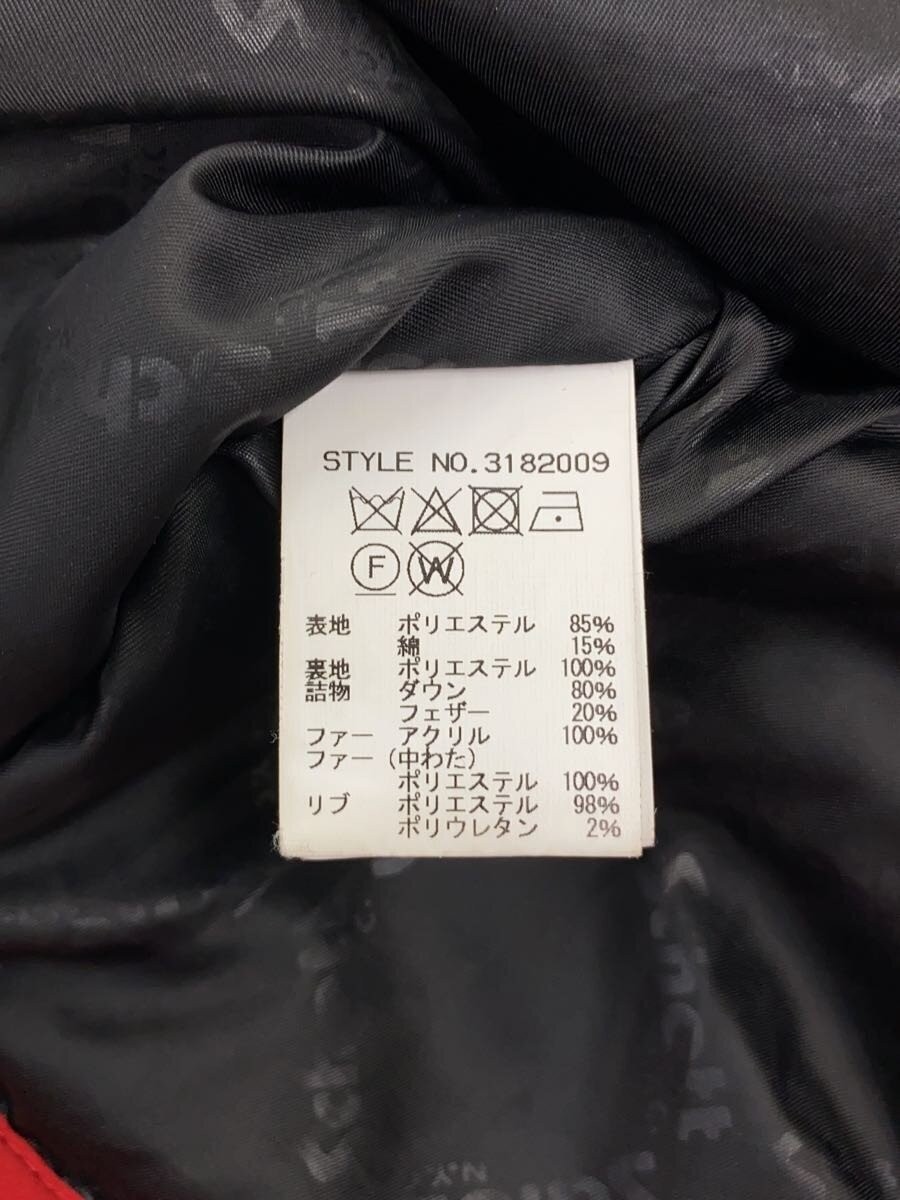 STYLE NO.3182009
F W
表地 ポリエステル 85%
綿 15%
裏地 ポリエステル 100%
詰物 ダウン 80%
フェザー 20%
ファー アクリル 100%
ファー(中わた)
ポリエステル 100%
リブ ポリエステル 98%
ポリウレタン 2%
Schott
N.Y.